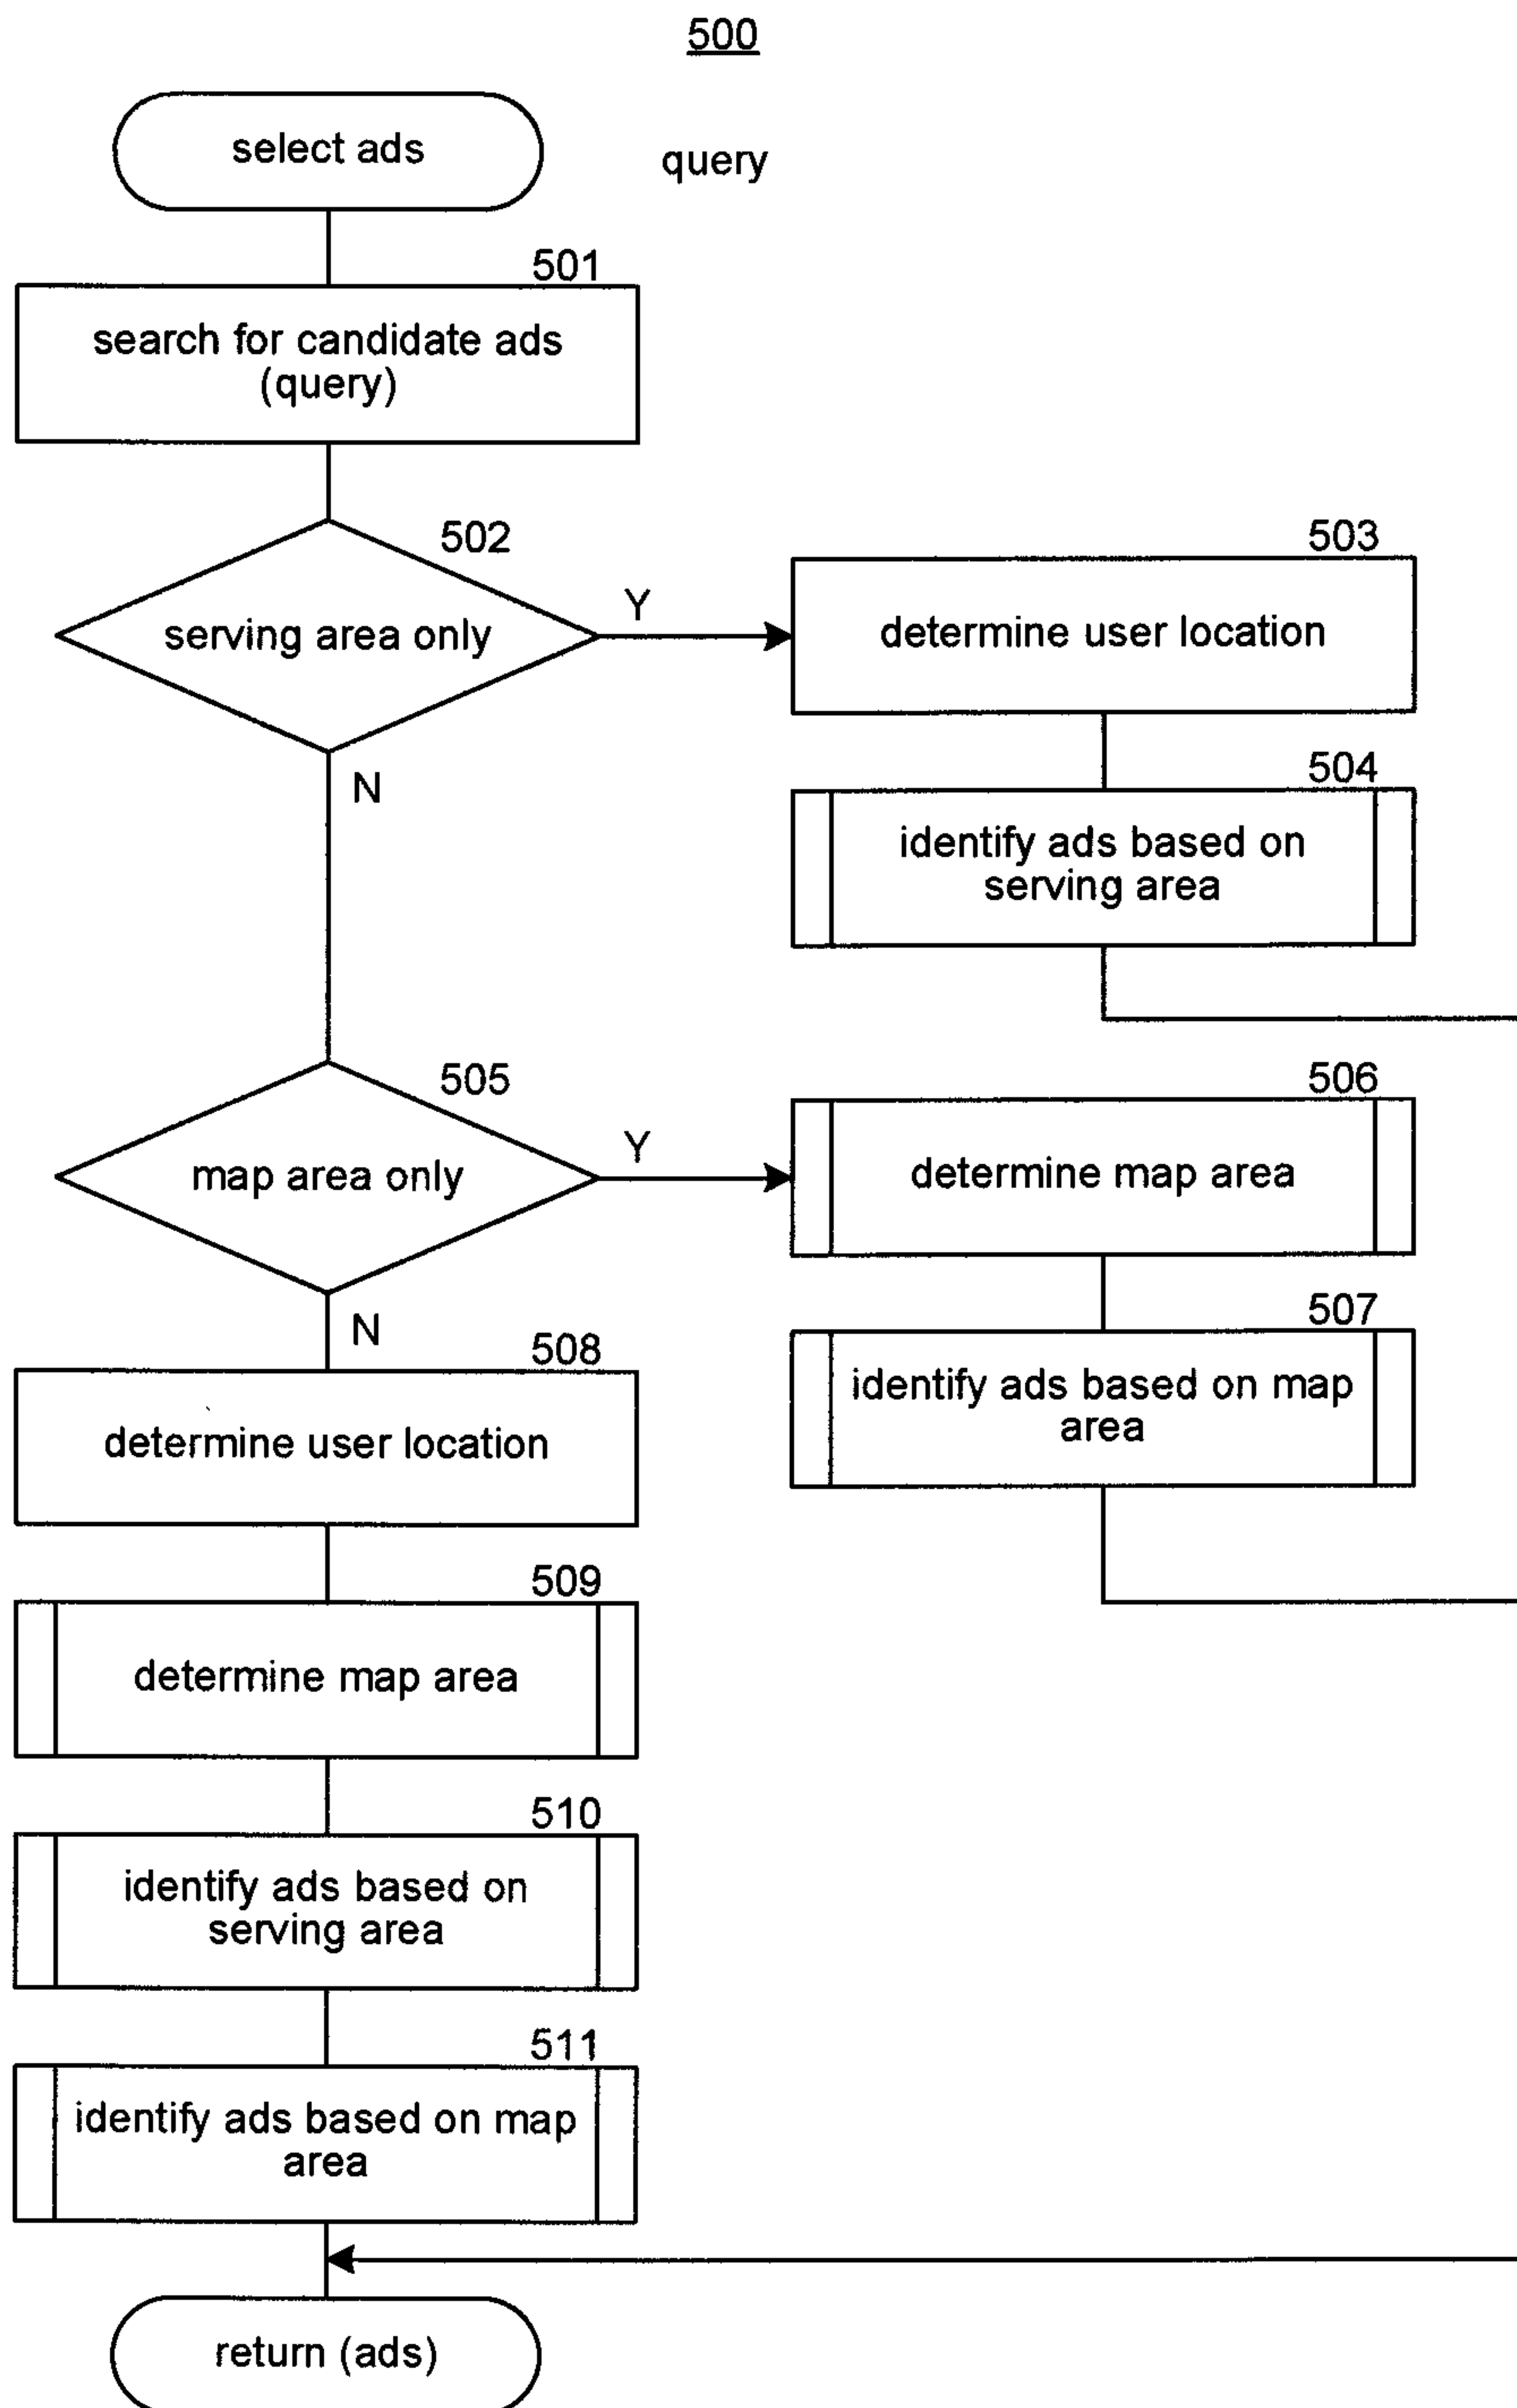 500
select ads
query
501
search for candidate ads
(query)
502
serving area only
Y
N
503
determine user location
504
identify ads based on
serving area
505
map area only
Y
N
506
determine map area
507
identify ads based on map
area
508
determine user location
509
determine map area
510
identify ads based on
serving area
511
identify ads based on map
area
return (ads)